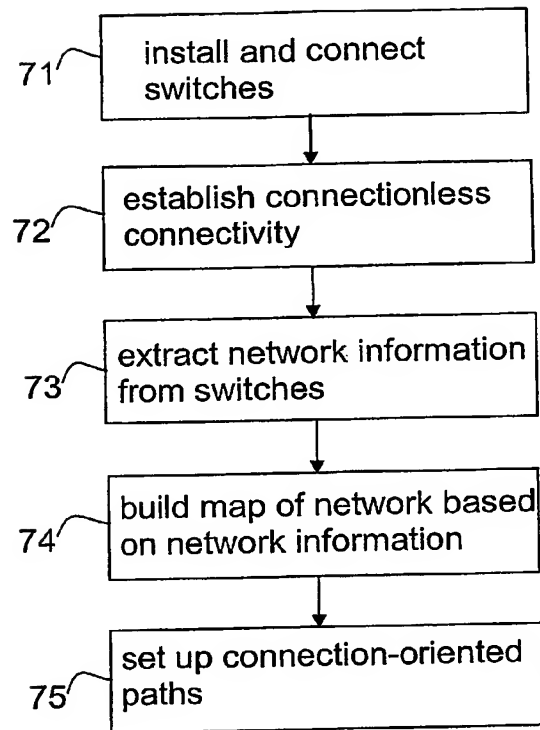 71
install and connect
switches
72
establish connectionless
connectivity
73
extract network information
from switches
74
build map of network based
on network information
75
set up connection-oriented
paths